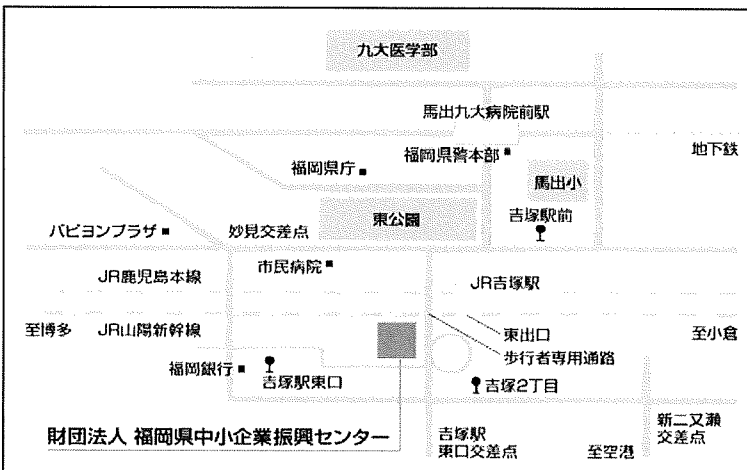 九大医学部
馬出九大病院前駅
地下鉄
福岡県警本部
福岡県庁
馬出小
東公園
吉塚駅前
パピヨンプラザ
妙見交差点
市民病院
JR鹿児島本線
JR吉塚駅
至博多
JR山陽新幹線
東出口
至小倉
歩行者専用通路
福岡銀行
吉塚駅東口
吉塚2丁目
財団法人 福岡県中小企業振興センター
吉塚駅
東口交差点
至空港
新二又瀬
交差点